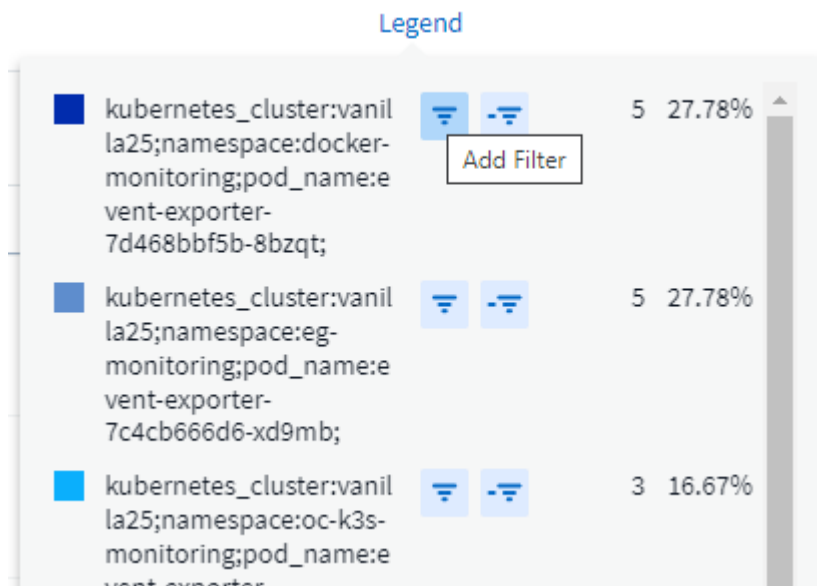 Legend
kubernetes_cluster:vanil 5 27.78%
la25;namespace:docker-
Add Filter
monitoring;pod_name:e
vent-exporter-
7d468bbf5b-8bzqt;
kubernetes_cluster:vanil 5 27.78%
la25;namespace:eg-
monitoring;pod_name:e
vent-exporter-
7c4cb666d6-xd9mb;
kubernetes_cluster:vanil 3 16.67%
la25;namespace:oc-k3s-
monitoring;pod_name:e
vent-exporter-